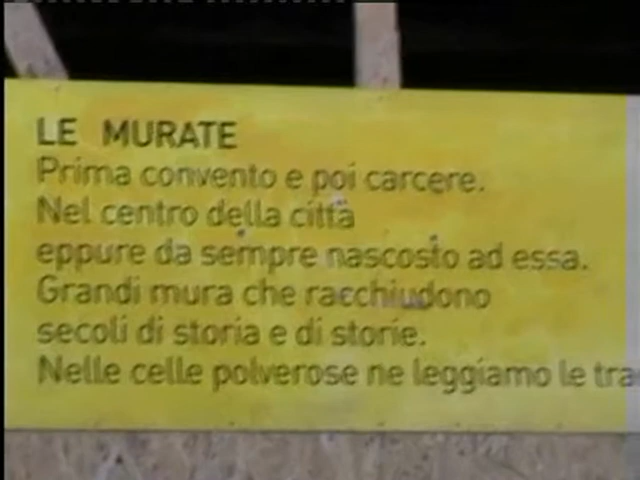 LE MURATE
Prima convento e poi carcere.
Nel centro della città
eppure da sempre nascosto ad essa.
Grandi mura che racchiudono
secoli di storia e di storie.
Nelle celle polverose ne leggiamo le